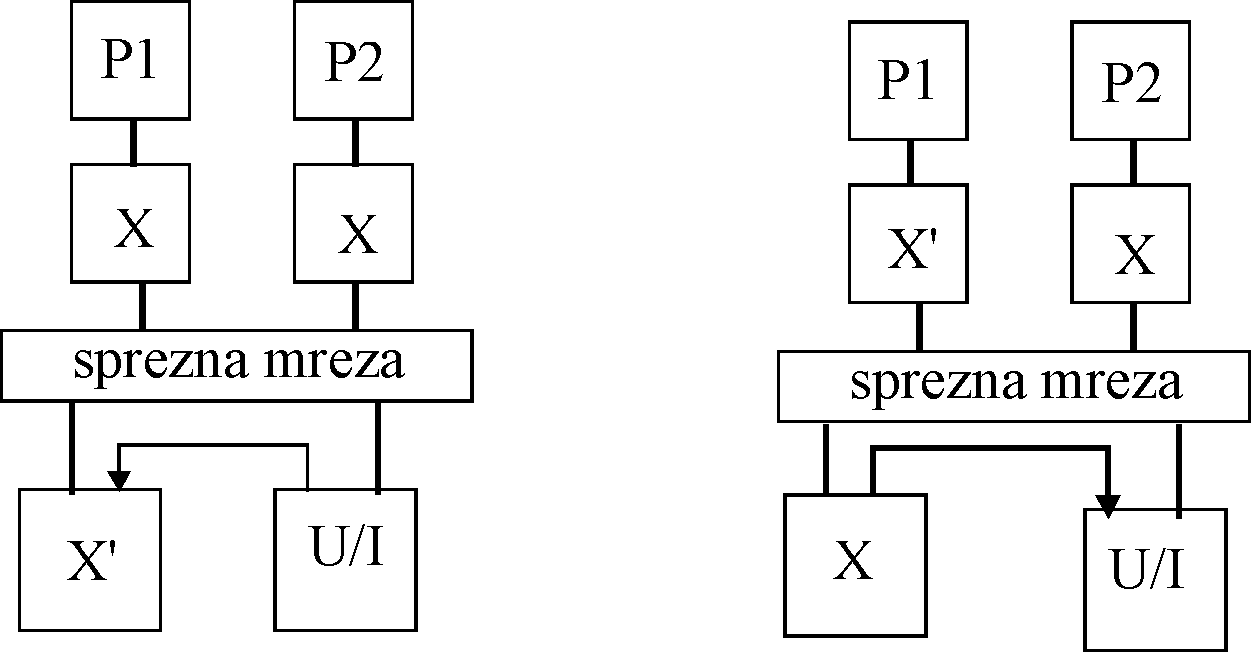 P1
P2
X
X
sprezna mreza
X'
U/I
P1
P2
X'
X
sprezna mreza
X
U/I